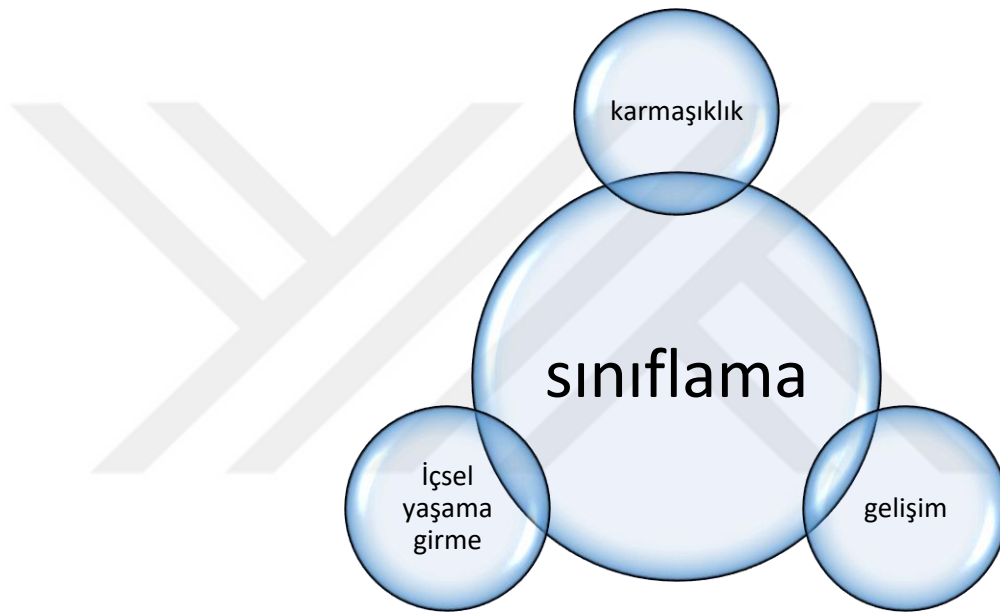 karmaşıklık
sınıflama
İçsel
yaşama
girme
gelişim